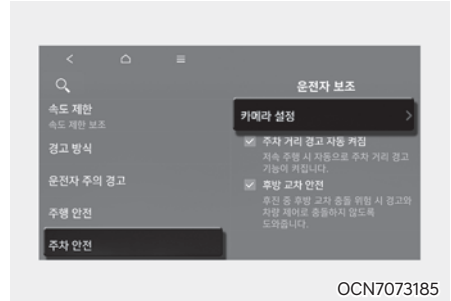 운전자 보조
속도 제한
속도 제한 보조
경고 방식
운전자 주의 경고
주행 안전
주차 안전
카메라 설정
주차 거리 경고 자동 켜짐
저속 주행 시 자동으로 주차 거리 경고
기능이 켜집니다.
후방 교차 안전
후진 중 후방 교차 충돌 위험 시 경고와
차량 제어로 충돌하지 않도록
도와줍니다.
OCN7073185